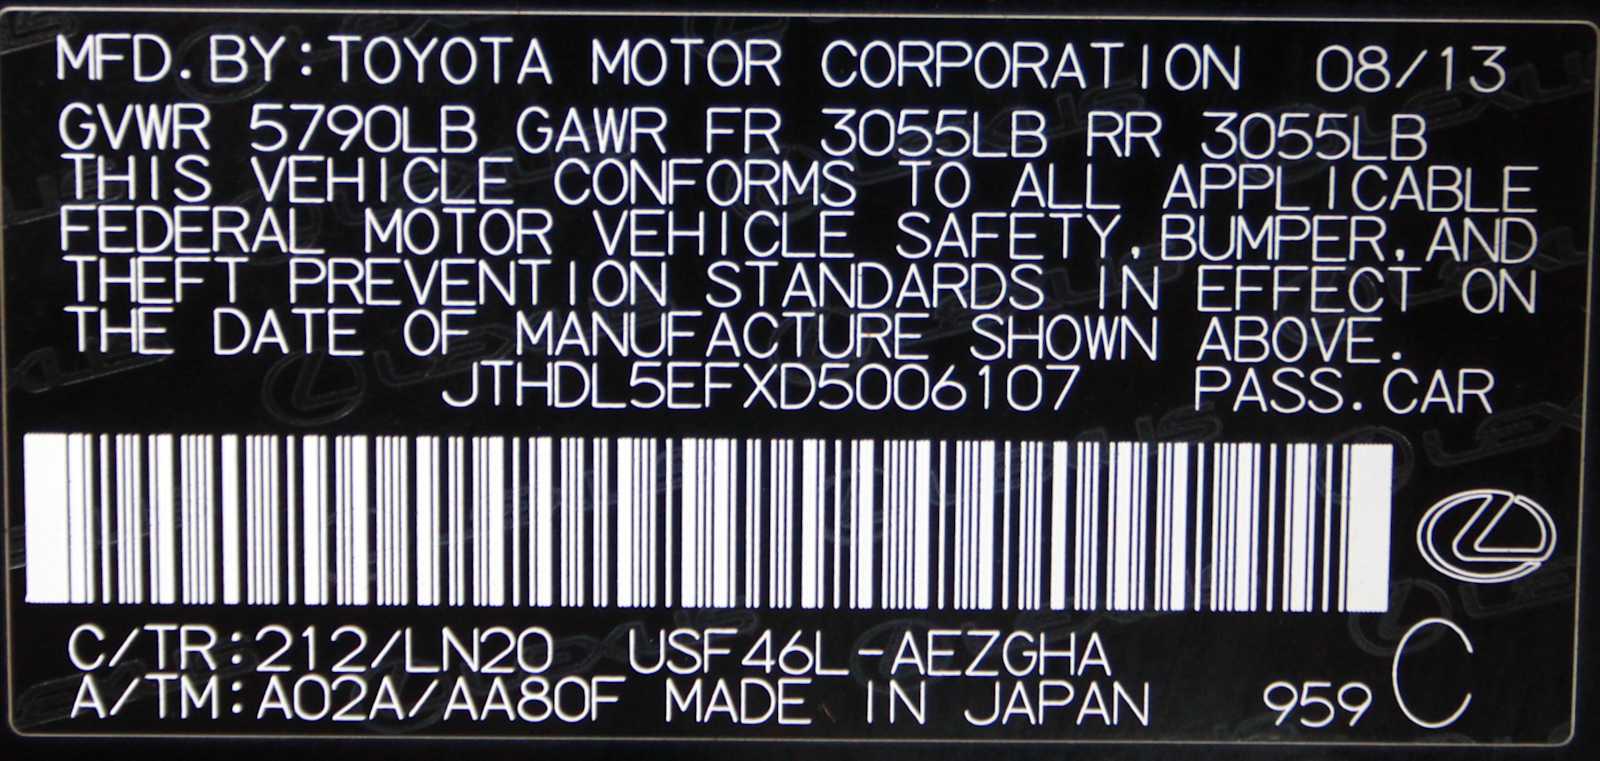 MFD.BY:TOYOTA MOTOR CORPORATION 08/13
GVWR 5790LB GAWR FR 3055LB RR 3055LB
THIS VEHICLE CONFORMS TO ALL APPLICABLE
FEDERAL MOTOR VEHICLE SAFETY,BUMPER,AND
THEFT PREVENTION STANDARDS IN EFFECT ON
THE DATE OF MANUFACTURE SHOWN ABOVE.
JTHDL5EFXD5006107 PASS.CAR
C/TR:212/LN20 USF46L-AEZGHA
A/TM:A02A/AA80F MADE IN JAPAN 959 C